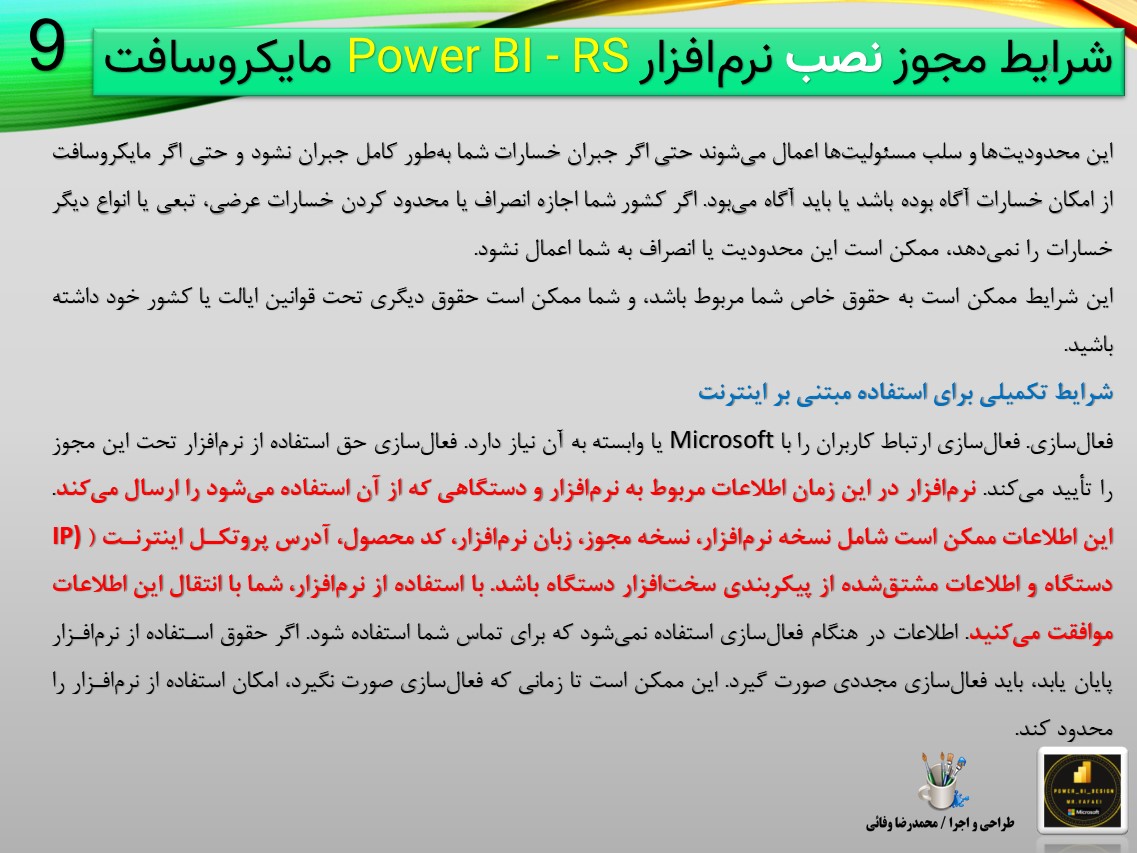 9
شرایط مجوز نصب نرم‌افزار Power BI - RS مایکروسافت
این محدودیت‌ها و سلب مسئولیت‌ها اعمال می‌شوند حتی اگر جبران خسارات شما به‌طور کامل جبران نشود و حتی اگر مایکروسافت
از امکان خسارات آگاه بوده باشد یا باید آگاه می‌بود. اگر کشور شما اجازه انصراف یا محدود کردن خسارات عرضی، تبعی یا انواع دیگر
خسارات را نمی‌دهد، ممکن است این محدودیت یا انصراف به شما اعمال نشود.
این شرایط ممکن است به حقوق خاص شما مربوط باشد، و شما ممکن است حقوق دیگری تحت قوانین ایالت یا کشور خود داشته
باشید.
شرایط تکمیلی برای استفاده مبتنی بر اینترنت
فعال‌سازی. فعال‌سازی ارتباط کاربران را با Microsoft یا وابسته به آن نیاز دارد. فعال‌سازی حق استفاده از نرم‌افزار تحت این مجوز
را تأیید می‌کند. نرم‌افزار در این زمان اطلاعات مربوط به نرم‌افزار و دستگاهی که از آن استفاده می‌شود را ارسال می‌کند.
این اطلاعات ممکن است شامل نسخه نرم‌افزار، نسخه مجوز، زبان نرم‌افزار، کد محصول، آدرس پروتکـل اینترنـت ( (IP
دستگاه و اطلاعات مشتق‌شده از پیکربندی سخت‌افزار دستگاه باشد. با استفاده از نرم‌افزار، شما با انتقال این اطلاعات
موافقت می‌کنید. اطلاعات در هنگام فعال‌سازی استفاده نمی‌شود که برای تماس شما استفاده شود. اگر حقوق اسـتفاده از نرم‌افـزار
پایان یابد، باید فعال‌سازی مجددی صورت گیرد. این ممکن است تا زمانی که فعال‌سازی صورت نگیرد، امکان استفاده از نرم‌افـزار را
محدود کند.
طراحی و اجرا / محمدرضا وفائی
POWER_BI_DESIGN
MR.VAFAEI
Microsoft